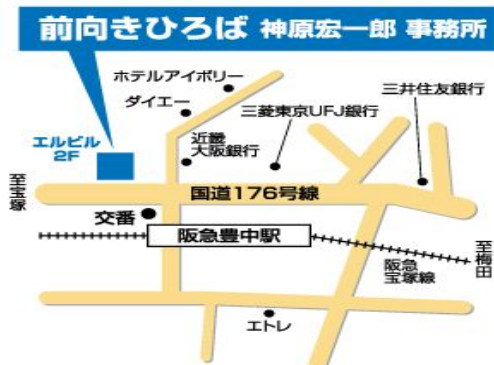 前向きひろば 神原宏一郎 事務所
ホテルアイボリー
ダイエー
三井住友銀行
三菱東京UFJ銀行
エルビル
2F
近畿
大阪銀行
至宝塚
国道176号線
交番
阪急豊中駅
至梅田
阪急
宝塚線
エトレ